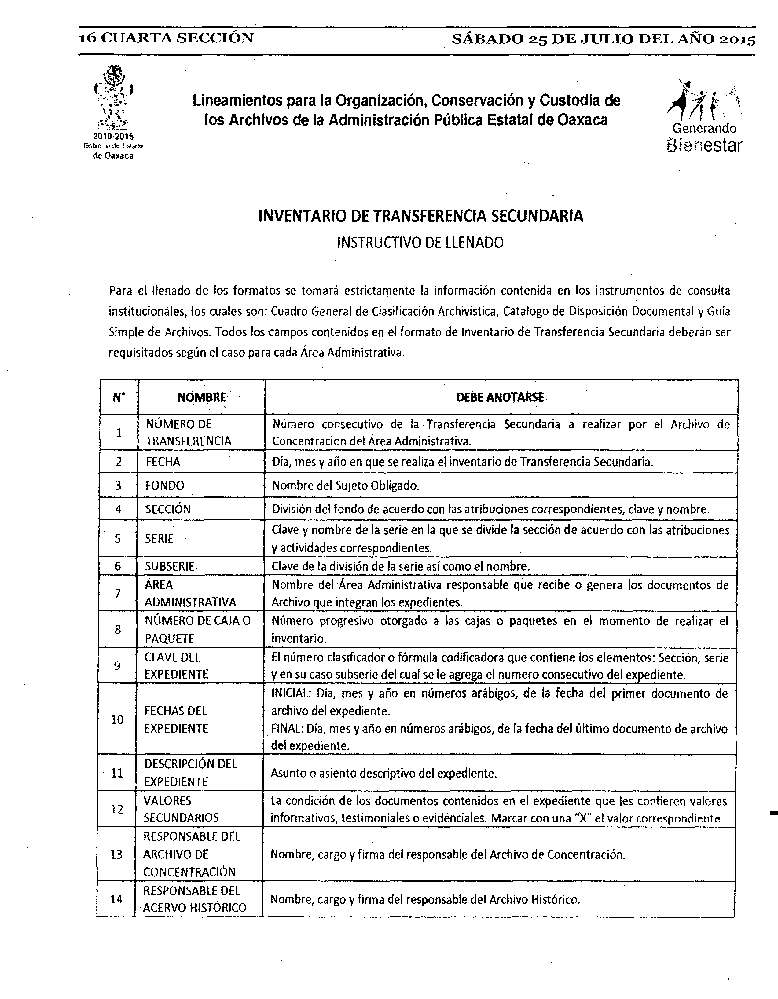 16 CUARTA SECCIÓN
SÁBADO 25 DE JULIO DEL AÑO 2015
2010-2016
Gobierno del Estado
de Oaxaca
Lineamientos para la Organización, Conservación y Custodia de
los Archivos de la Administración Pública Estatal de Oaxaca
Generando
Bienestar
INVENTARIO DE TRANSFERENCIA SECUNDARIA
INSTRUCTIVO DE LLENADO
Para el llenado de los formatos se tomará estrictamente la información contenida en los instrumentos de consulta
institucionales, los cuales son: Cuadro General de Clasificación Archivística, Catalogo de Disposición Documental y Guía
Simple de Archivos. Todos los campos contenidos en el formato de Inventario de Transferencia Secundaria deberán ser
requisitados según el caso para cada Área Administrativa.
N° NOMBRE DEBE ANOTARSE
1
NÚMERO DE
TRANSFERENCIA
Número consecutivo de la Transferencia Secundaria a realizar por el Archivo de
Concentración del Área Administrativa.
2 FECHA Día, mes y año en que se realiza el inventario de Transferencia Secundaria.
3 FONDO Nombre del Sujeto Obligado.
4 SECCIÓN División del fondo de acuerdo con las atribuciones correspondientes, clave y nombre.
5 SERIE
Clave y nombre de la serie en la que se divide la sección de acuerdo con las atribuciones
y actividades correspondientes.
6 SUBSERIE Clave de la división de la serie así como el nombre.
7
ÁREA
ADMINISTRATIVA
Nombre del Área Administrativa responsable que recibe o genera los documentos de
Archivo que integran los expedientes.
8
NÚMERO DE CAJA O
PAQUETE
Número progresivo otorgado a las cajas o paquetes en el momento de realizar el
inventario.
9
CLAVE DEL
EXPEDIENTE
El número clasificador o fórmula codificadora que contiene los elementos: Sección, serie
y en su caso subserie del cual se le agrega el numero consecutivo del expediente.
10
FECHAS DEL
EXPEDIENTE
INICIAL: Día, mes y año en números arábigos, de la fecha del primer documento de
archivo del expediente.
FINAL: Día, mes y año en números arábigos, de la fecha del último documento de archivo
del expediente.
11
DESCRIPCIÓN DEL
EXPEDIENTE
Asunto o asiento descriptivo del expediente.
12
VALORES
SECUNDARIOS
La condición de los documentos contenidos en el expediente que les confieren valores
informativos, testimoniales o evidénciales. Marcar con una "X" el valor correspondiente.
13
RESPONSABLE DEL
ARCHIVO DE
CONCENTRACIÓN
Nombre, cargo y firma del responsable del Archivo de Concentración.
14
RESPONSABLE DEL
ACERVO HISTÓRICO
Nombre, cargo y firma del responsable del Archivo Histórico.